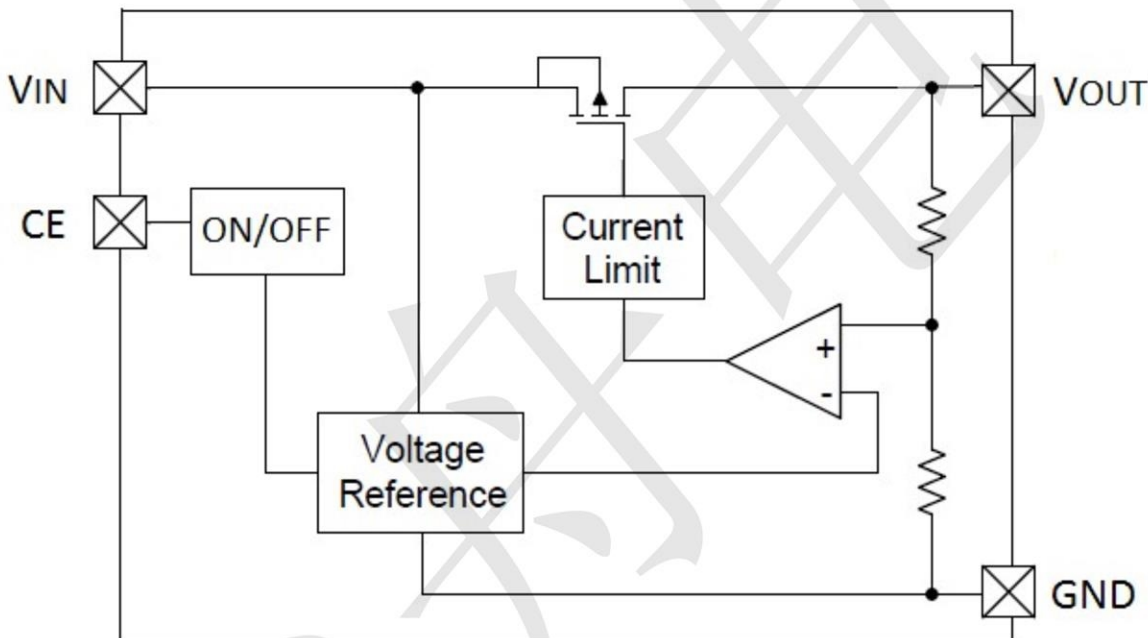 VIN
VOUT
CE
ON/OFF
Current
Limit
+
-
Voltage
Reference
GND